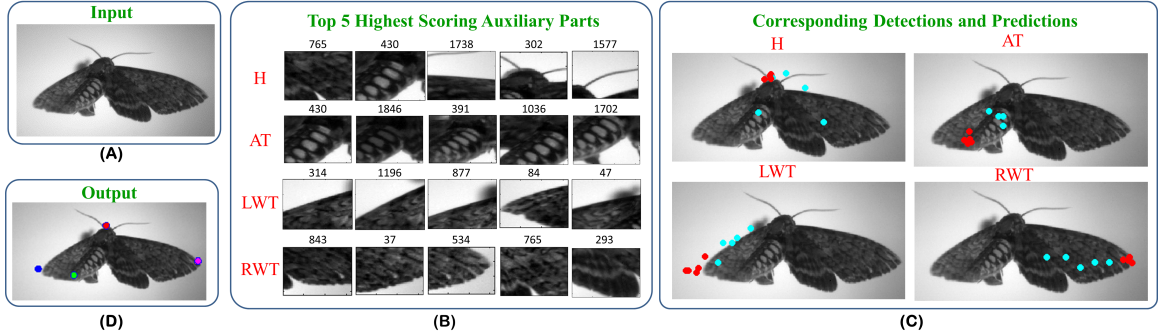 Input
(A)
Output
(D)
Top 5 Highest Scoring Auxiliary Parts
765 430 1738 302 1577
H
430 1846 391 1036 1702
AT
314 1196 877 84 47
LWT
843 37 534 765 293
RWT
(B)
Corresponding Detections and Predictions
H AT
LWT RWT
(C)